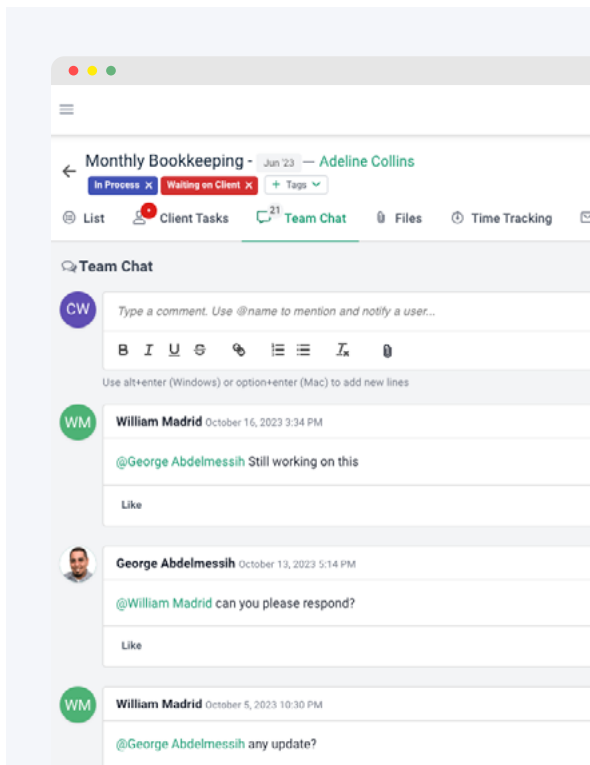 Monthly Bookkeeping - Jun '23 — Adeline Collins
In Process X Waiting on Client X + Tags
List Client Tasks 21 Team Chat Files Time Tracking
Team Chat
CW
Type a comment. Use @name to mention and notify a user...
B I U S Tx
Use alt+enter (Windows) or option+enter (Mac) to add new lines
WM
William Madrid October 16, 2023 3:34 PM
@George Abdelmessih Still working on this
Like
George Abdelmessih October 13, 2023 5:14 PM
@William Madrid can you please respond?
Like
WM
William Madrid October 5, 2023 10:30 PM
@George Abdelmessih any update?